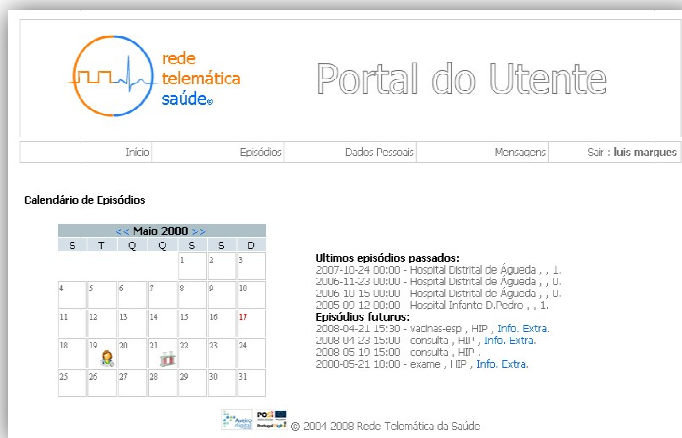 rede
telemática
saúde®
Portal do Utente
Início Episódios Dados Pessoais Mensagens Sair : luis marques
Calendário de Episódios
<< Maio 2000 >>
S T Q Q S S D
1 2 3
4 5 6 7 8 9 10
11 12 13 14 15 16 17
18 19 20 21 22 23 24
25 26 27 28 29 30 31
Ultimos episódios passados:
2007-10-24 00:00 - Hospital Distrital de Águeda , , 1.
2006-11-23 00:00 - Hospital Distrital de Águeda , , 0.
2006-10-15 00:00 - Hospital Distrital de Águeda , , 0.
2005-09-12 00:00 - Hospital Infante D.Pedro , , 1.
Episódios futuros:
2008-04-21 15:30 - vacinas-esp , HIP , Info. Extra.
2008-04-23 15:00 - consulta , HIP , Info. Extra.
2008-05-19 15:00 - consulta , HIP .
2000-05-21 10:00 - exame , HIP , Info. Extra.
Aveiro
© 2004-2008 Rede Telemática da Saúde